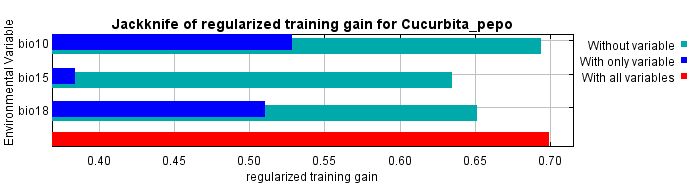 Jackknife of regularized training gain for Cucurbita_pepo
Environmental Variable
bio10
bio15
bio18
0.40 0.45 0.50 0.55 0.60 0.65 0.70
regularized training gain
Without variable
With only variable
With all variables